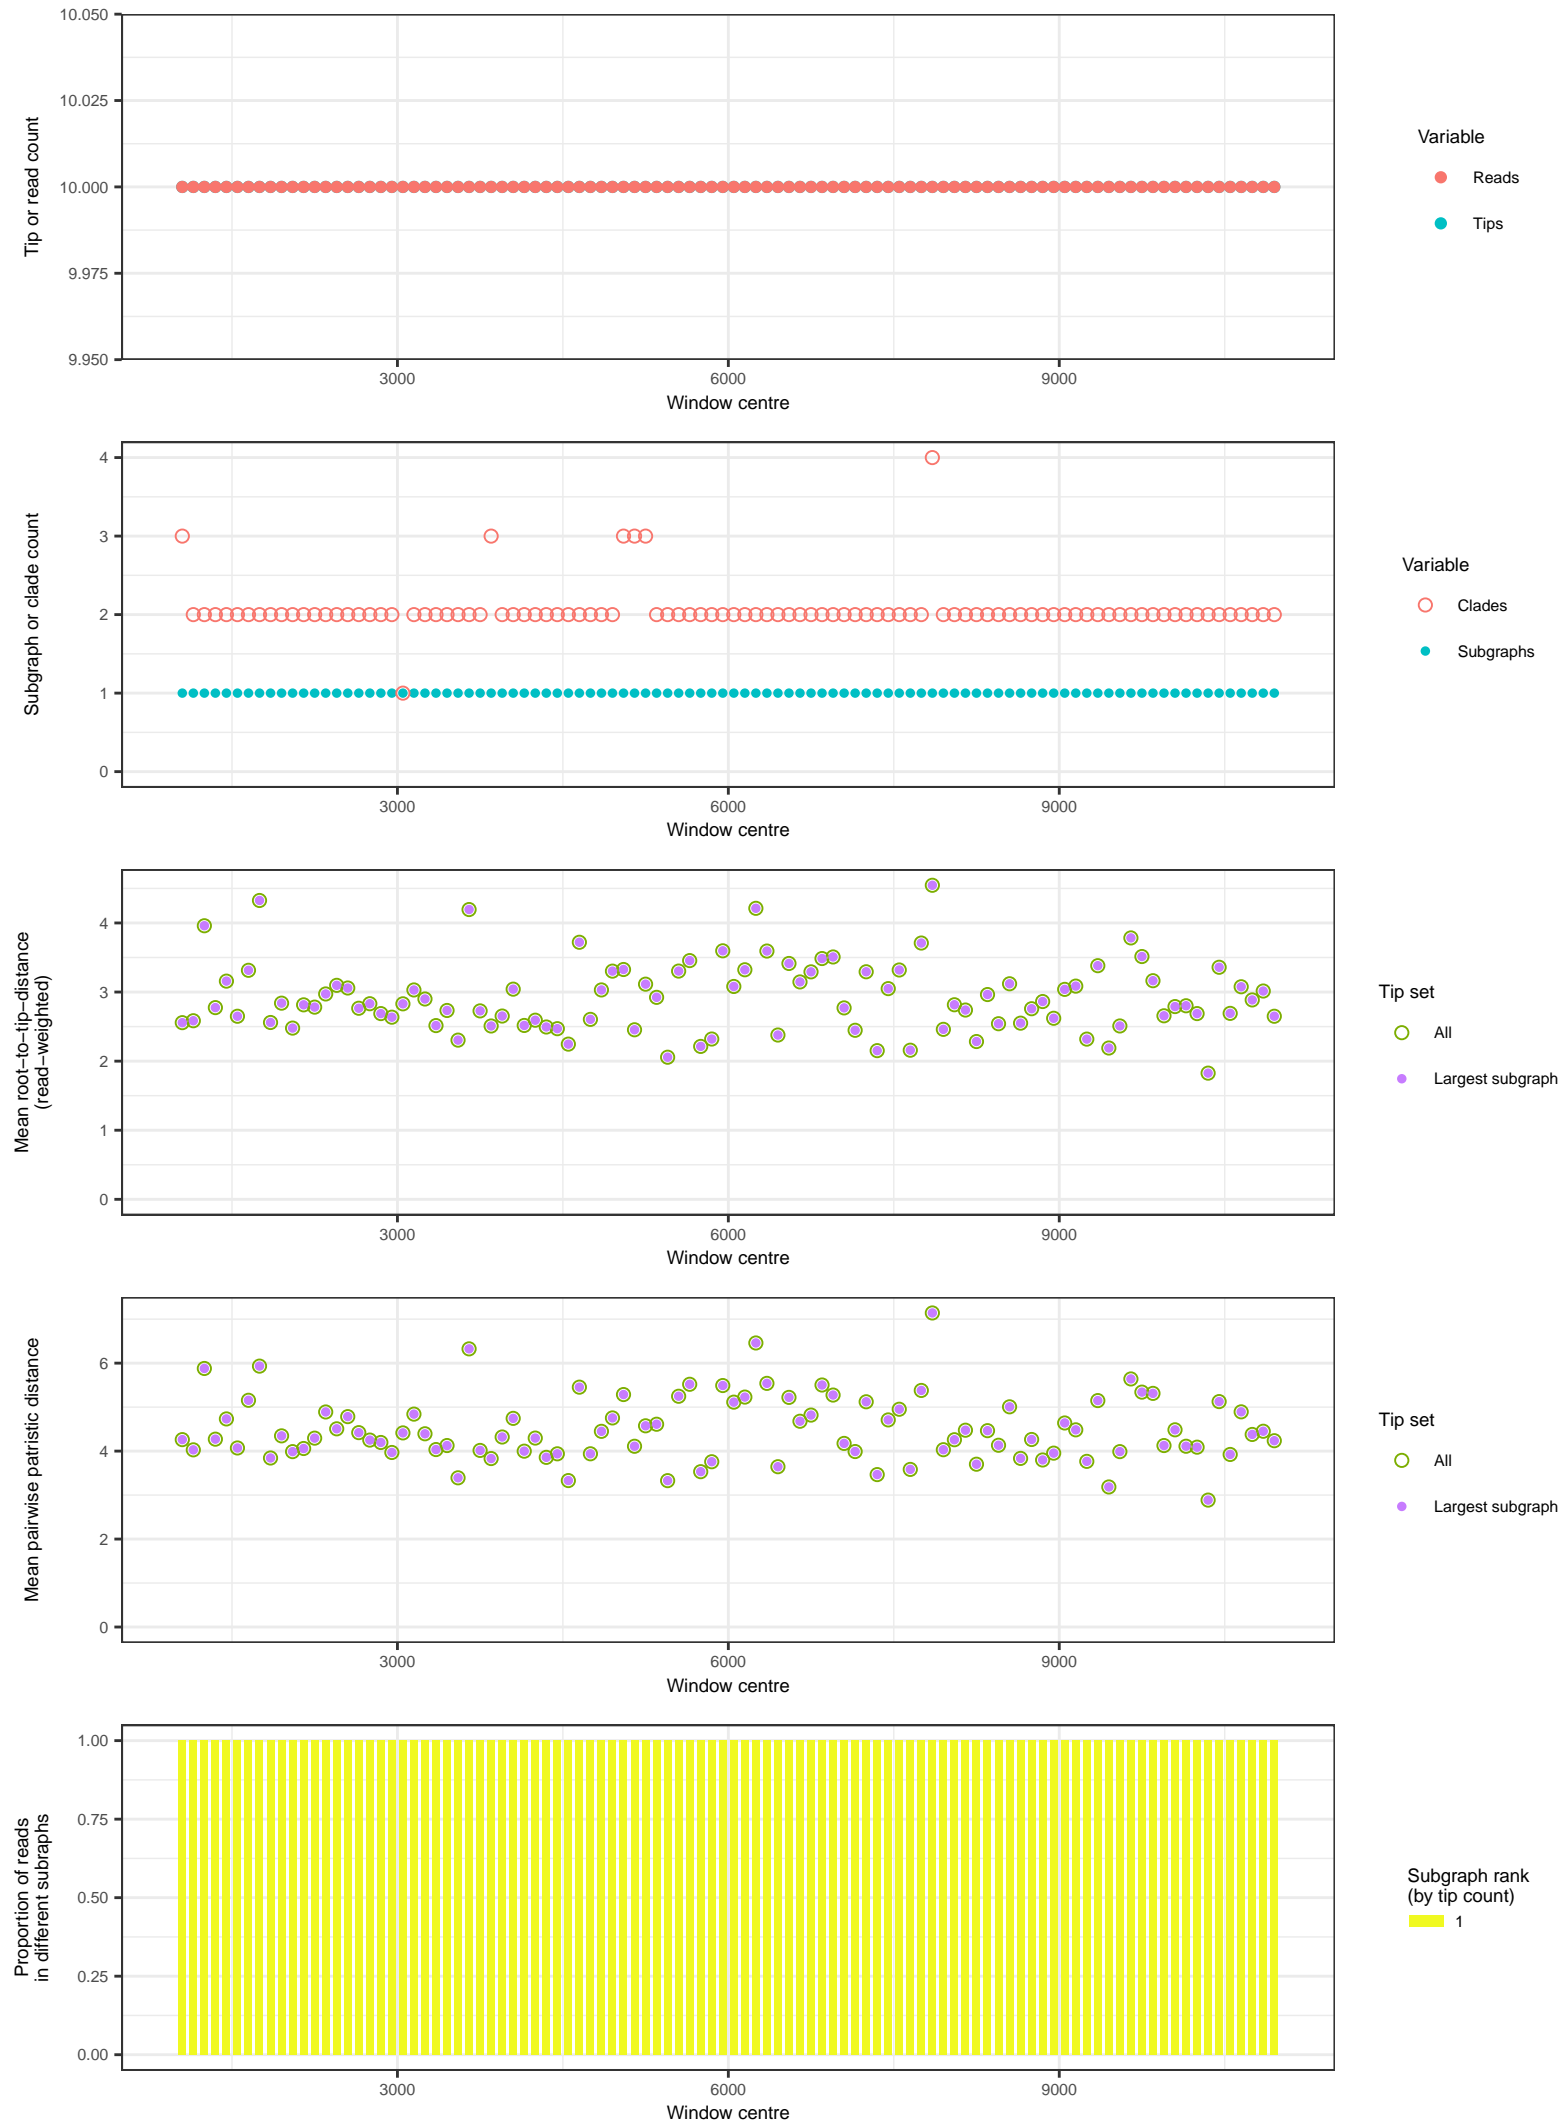 Tip or read count
10.050
10.025
10.000
9.975
9.950
3000 6000 9000
Window centre
Variable
Reads
Tips
Subgraph or clade count
4
3
2
1
0
3000 6000 9000
Window centre
Variable
Clades
Subgraphs
Mean root−to−tip−distance
(read−weighted)
4
3
2
1
0
3000 6000 9000
Window centre
Tip set
All
Largest subgraph
Mean pairwise patristic distance
6
4
2
0
3000 6000 9000
Window centre
Tip set
All
Largest subgraph
Proportion of reads
in different subraphs
1.00
0.75
0.50
0.25
0.00
3000 6000 9000
Window centre
Subgraph rank
(by tip count)
1